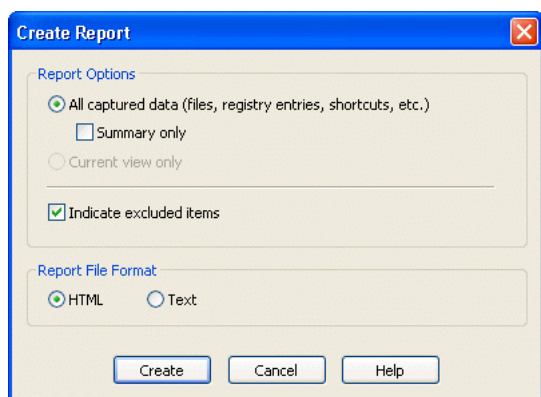 Create Report
Report Options
All captured data (files, registry entries, shortcuts, etc.)
Summary only
Current view only
Indicate excluded items
Report File Format
HTML Text
Create Cancel Help